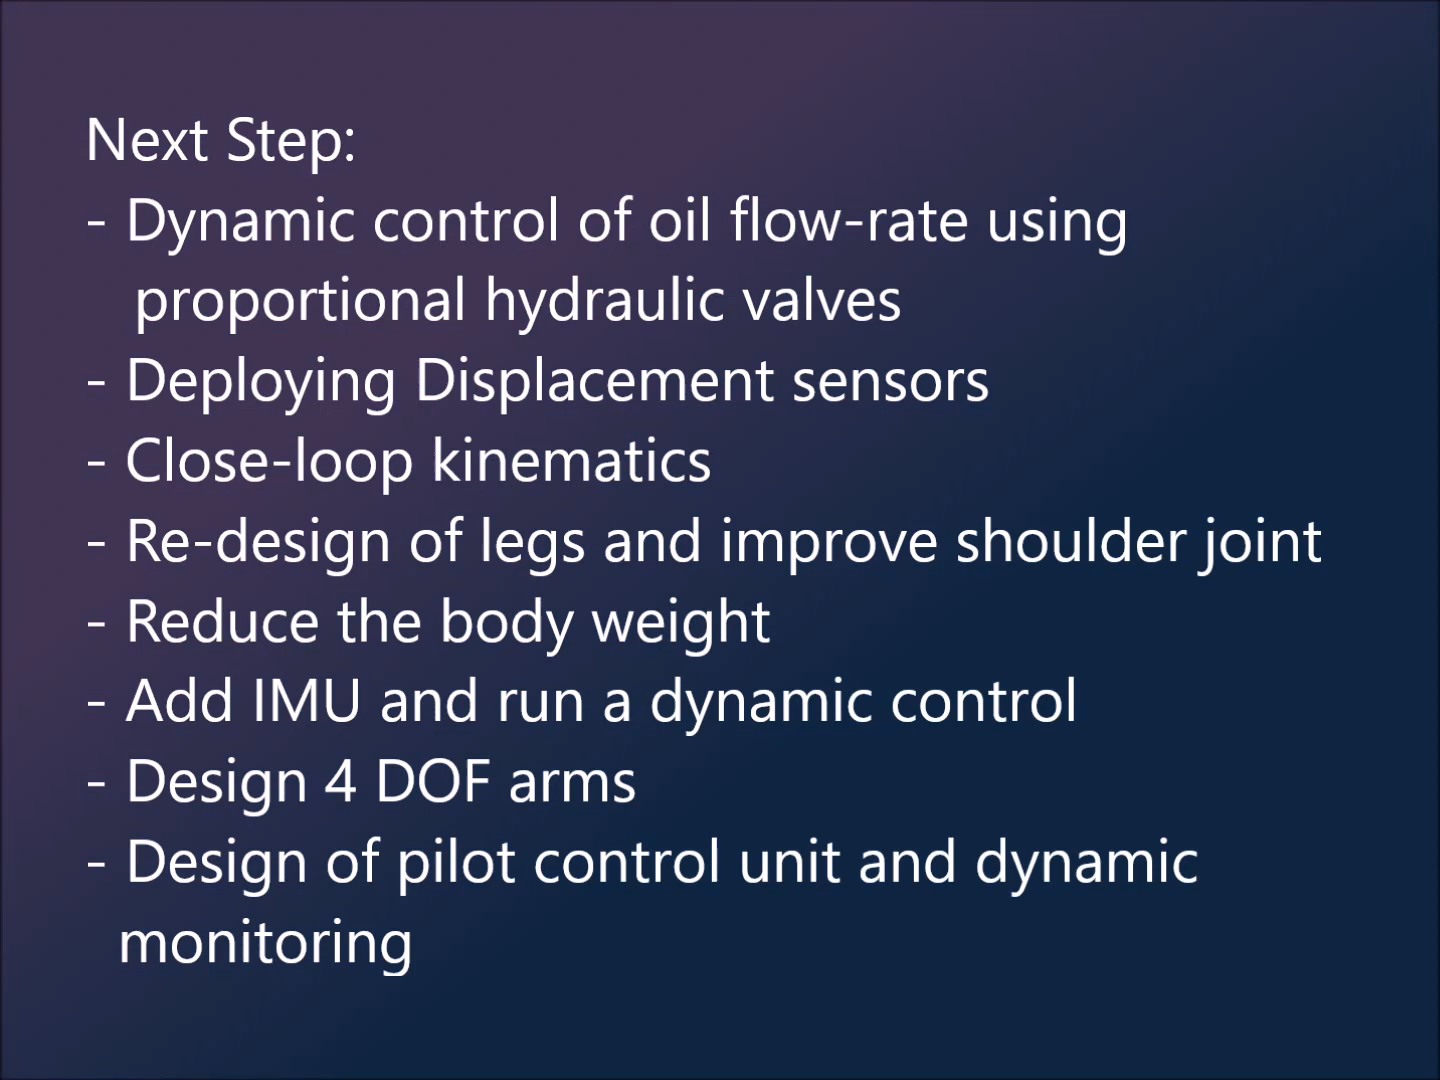 Next Step:
- Dynamic control of oil flow-rate using
proportional hydraulic valves
- Deploying Displacement sensors
- Close-loop kinematics
- Re-design of legs and improve shoulder joint
- Reduce the body weight
- Add IMU and run a dynamic control
- Design 4 DOF arms
- Design of pilot control unit and dynamic
monitoring